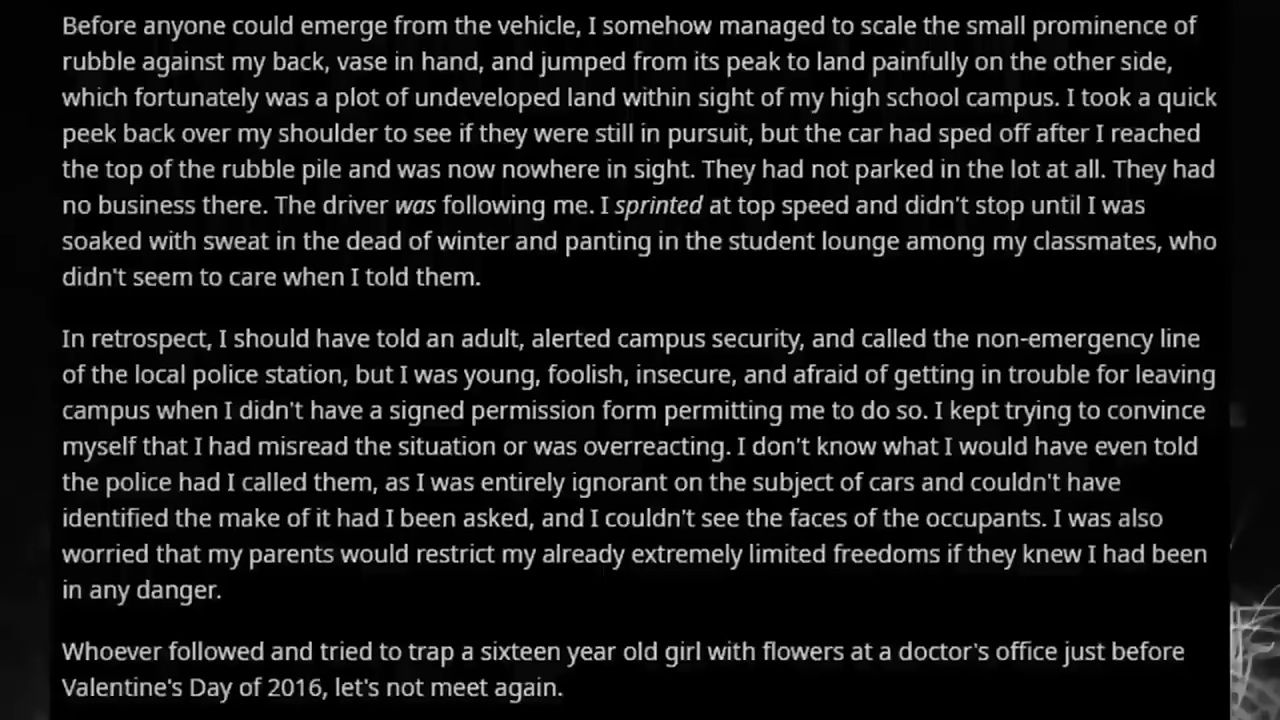 Before anyone could emerge from the vehicle, I somehow managed to scale the small prominence of
rubble against my back, vase in hand, and jumped from its peak to land painfully on the other side,
which fortunately was a plot of undeveloped land within sight of my high school campus. I took a quick
peek back over my shoulder to see if they were still in pursuit, but the car had sped off after I reached
the top of the rubble pile and was now nowhere in sight. They had not parked in the lot at all. They had
no business there. The driver was following me. I sprinted at top speed and didn't stop until I was
soaked with sweat in the dead of winter and panting in the student lounge among my classmates, who
didn't seem to care when I told them.
In retrospect, I should have told an adult, alerted campus security, and called the non-emergency line
of the local police station, but I was young, foolish, insecure, and afraid of getting in trouble for leaving
campus when I didn't have a signed permission form permitting me to do so. I kept trying to convince
myself that I had misread the situation or was overreacting. I don't know what I would have even told
the police had I called them, as I was entirely ignorant on the subject of cars and couldn't have
identified the make of it had I been asked, and I couldn't see the faces of the occupants. I was also
worried that my parents would restrict my already extremely limited freedoms if they knew I had been
in any danger.
Whoever followed and tried to trap a sixteen year old girl with flowers at a doctor's office just before
Valentine's Day of 2016, let's not meet again.